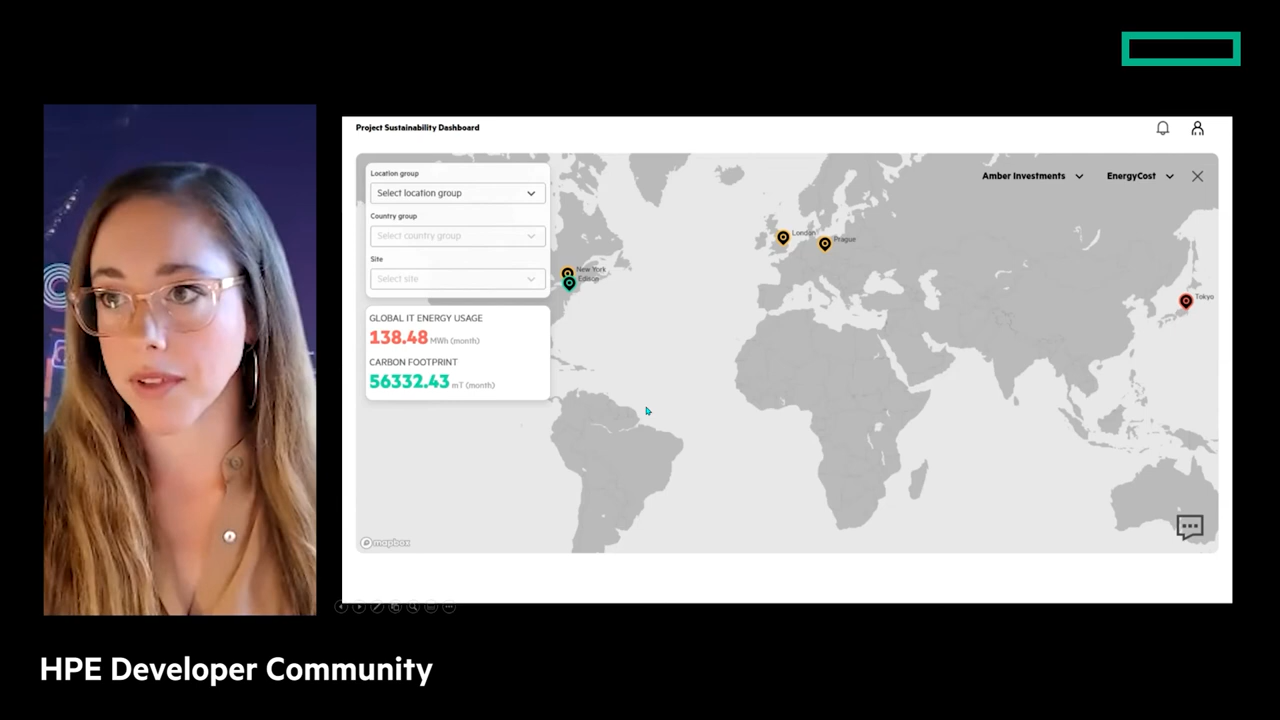 Project Sustainability Dashboard
Location group
Select location group
Country group
Select country group
Site
Select site
Amber Investments
EnergyCost
London
Prague
New York
Edison
Tokyo
GLOBAL IT ENERGY USAGE
138.48 MWh (month)
CARBON FOOTPRINT
56332.43 mT (month)
mapbox
HPE Developer Community